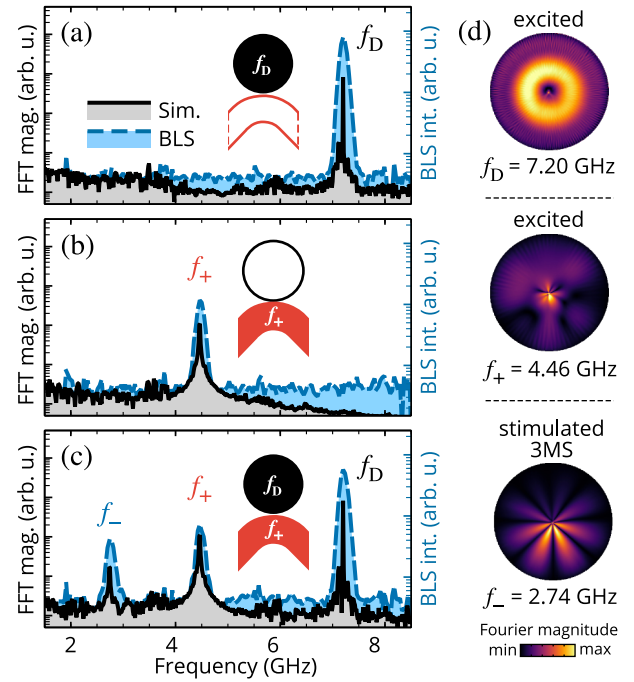 (a)
f_D
f_D
Sim.
BLS
FFT mag. (arb. u.)
BLS int. (arb. u.)
(b)
f_+
f_+
FFT mag. (arb. u.)
BLS int. (arb. u.)
(c)
f_D
f_D
f_+
f_+
f_−
FFT mag. (arb. u.)
BLS int. (arb. u.)
2 4 6 8
Frequency (GHz)
(d)
excited
f_D = 7.20 GHz
excited
f_+ = 4.46 GHz
stimulated
3MS
f_− = 2.74 GHz
Fourier magnitude
min max